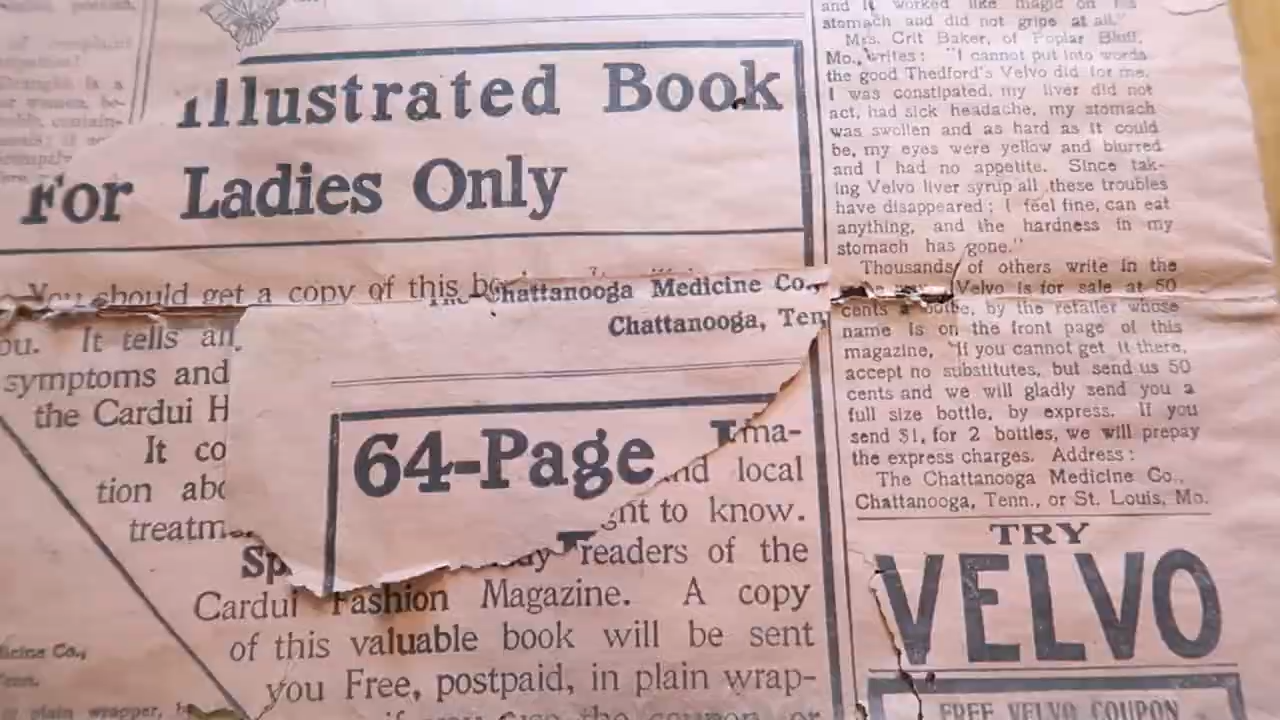 Illustrated Book
For Ladies Only
You should get a copy of this
It tells
symptoms and
the Cardui H
It co
tion abo
treatm
Sp
readers of the
Cardui Fashion Magazine. A copy
of this valuable book will be sent
you Free, postpaid, in plain wrap-
Chattanooga Medicine Co.,
Chattanooga, Ten
64-Page
and local
to know.
and it worked like magic on his
stomach and did not gripe at all."
Mrs. Crit Baker, of Poplar Bluff,
Mo., writes: "I cannot put into words
the good Thedford's Velvo did for me.
I was constipated, my liver did not
act, had sick headache, my stomach
was swollen and as hard as it could
be, my eyes were yellow and blurred
and I had no appetite. Since tak-
ing Velvo liver syrup all these troubles
have disappeared; I feel fine, can eat
anything, and the hardness in my
stomach has gone."
Thousands of others write in the
Velvo is for sale at 50
cents a bottle, by the retailer whose
name is on the front page of this
magazine, "If you cannot get it there,
accept no substitutes, but send us 50
cents and we will gladly send you a
full size bottle, by express. If you
send $1, for 2 bottles, we will prepay
the express charges. Address:
The Chattanooga Medicine Co.,
Chattanooga, Tenn., or St. Louis, Mo.
TRY
VELVO
FREE VELVO COUPON